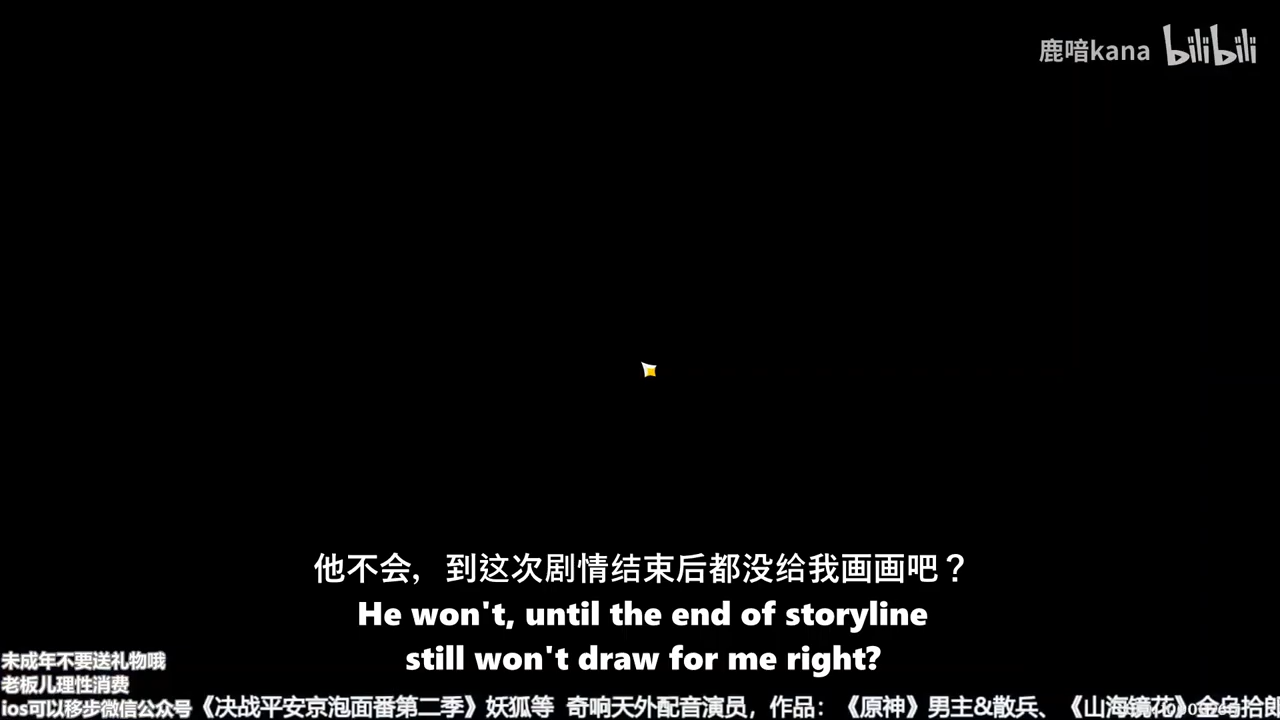 鹿喑kana bilibili
他不会，到这次剧情结束后都没给我画画吧？
He won't, until the end of storyline
still won't draw for me right?
未成年不要送礼物哦
老板儿理性消费
ios可以移步微信公众号
《决战平安京泡面番第二季》妖狐等 奇响天外配音演员，作品：《原神》男主&散兵、《山海镜花》金乌拾郎